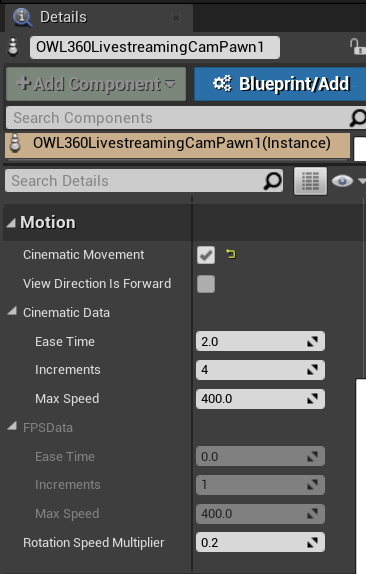 Details
OWL360LivestreamingCamPawn1
+Add Component
Blueprint/Add
Search Components
OWL360LivestreamingCamPawn1(Instance)
Search Details
Motion
Cinematic Movement
View Direction Is Forward
Cinematic Data
Ease Time 2.0
Increments 4
Max Speed 400.0
FPSData
Ease Time 0.0
Increments 1
Max Speed 400.0
Rotation Speed Multiplier 0.2